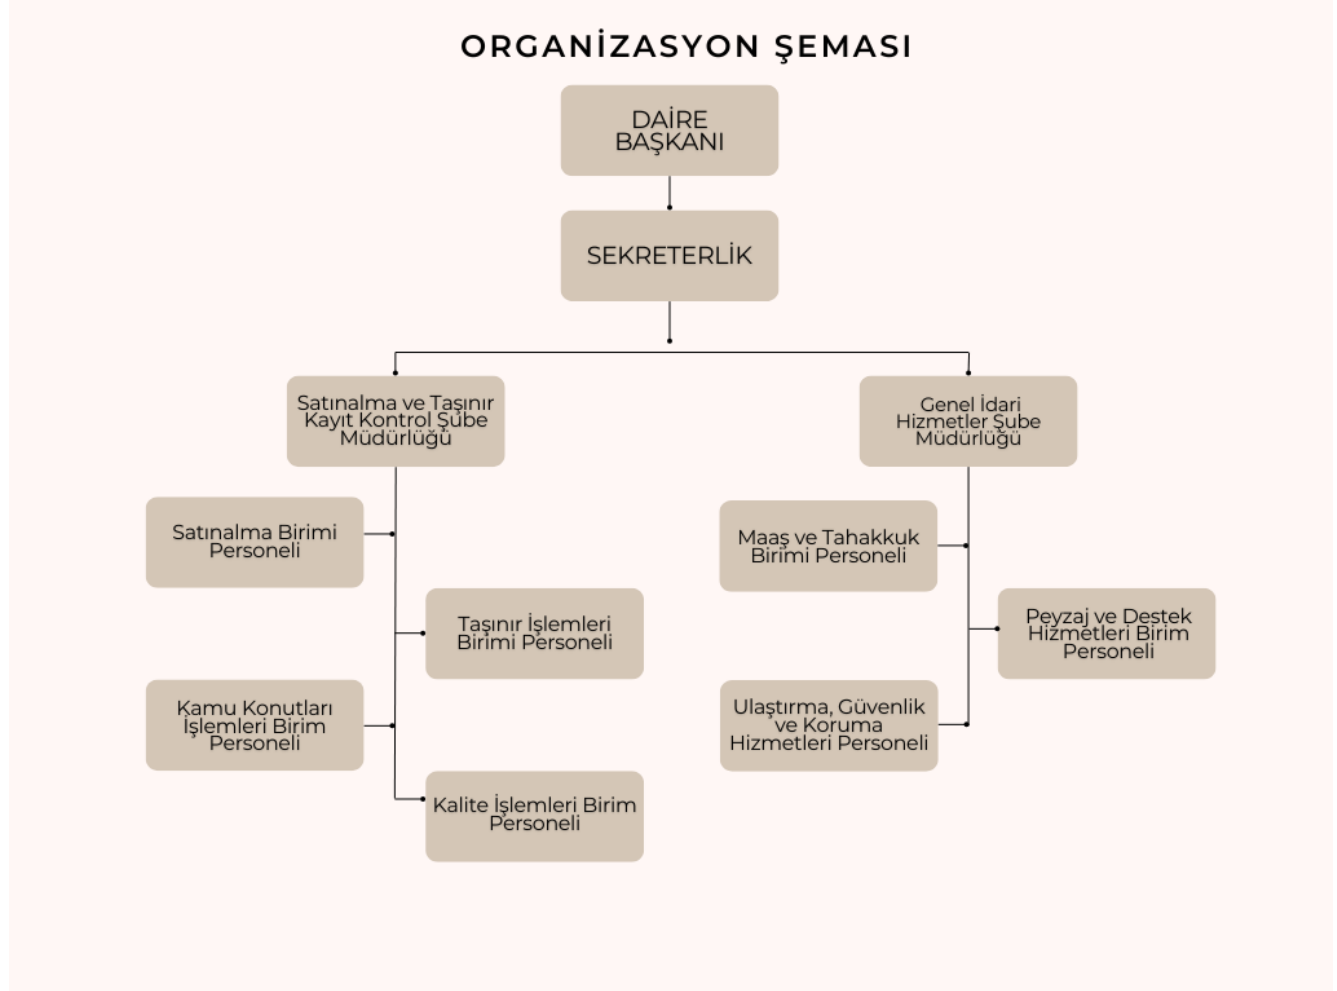 ORGANİZASYON ŞEMASI
DAİRE
BAŞKANI
SEKRETERLİK
Satınalma ve Taşınır
Kayıt Kontrol Şube
Müdürlüğü
Genel İdari
Hizmetler Şube
Müdürlüğü
Satınalma Birimi
Personeli
Taşınır İşlemleri
Birimi Personeli
Kamu Konutları
İşlemleri Birim
Personeli
Kalite İşlemleri Birim
Personeli
Maaş ve Tahakkuk
Birimi Personeli
Peyzaj ve Destek
Hizmetleri Birim
Personeli
Ulaştırma, Güvenlik
ve Koruma
Hizmetleri Personeli